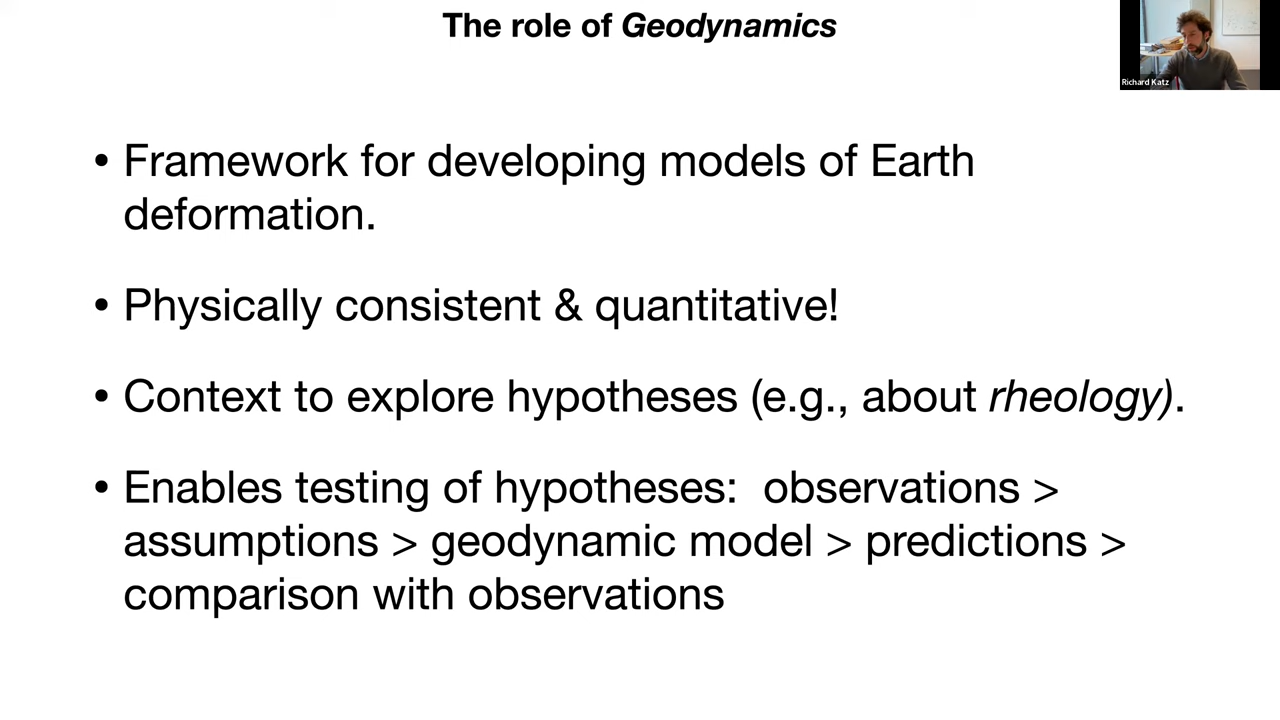 The role of Geodynamics
Richard Katz
• Framework for developing models of Earth
deformation.
• Physically consistent & quantitative!
• Context to explore hypotheses (e.g., about rheology).
• Enables testing of hypotheses:  observations >
assumptions > geodynamic model > predictions >
comparison with observations